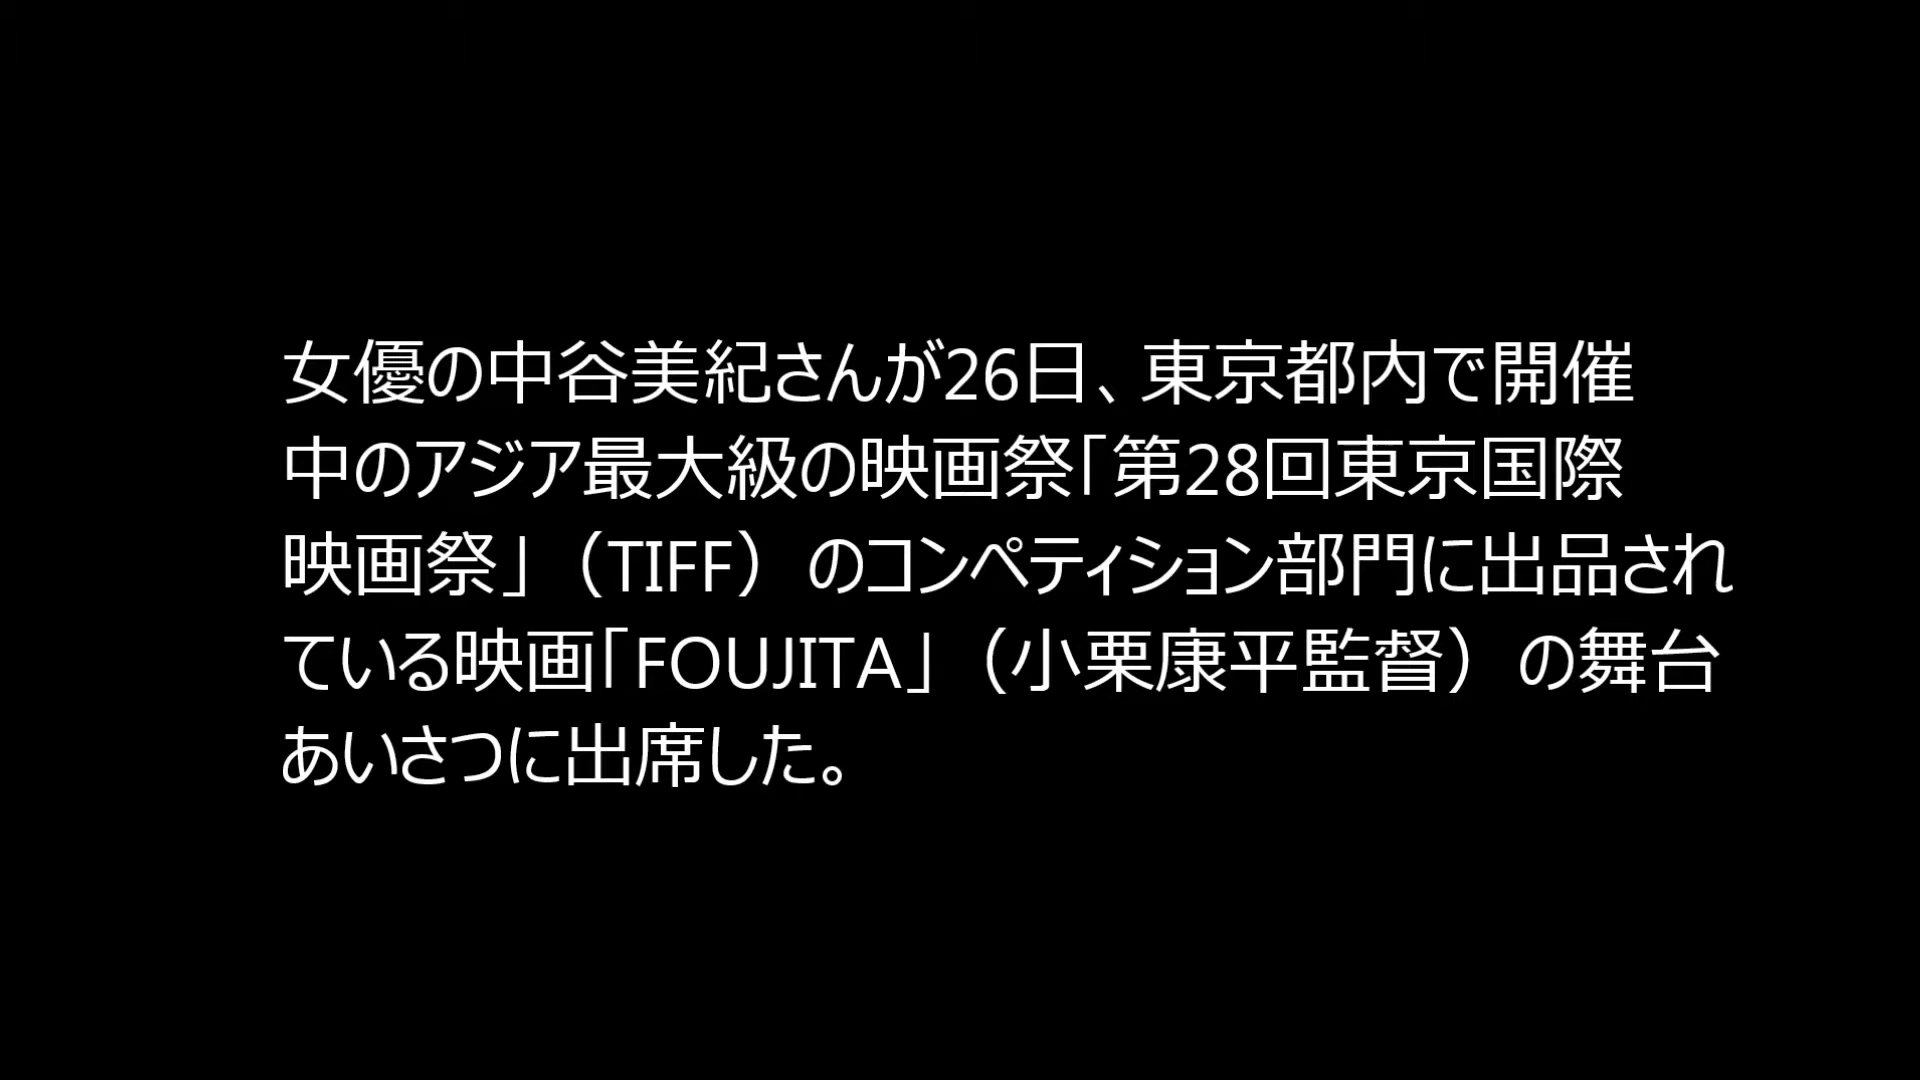 女優の中谷美紀さんが26日、東京都内で開催
中のアジア最大級の映画祭「第28回東京国際
映画祭」（TIFF）のコンペティション部門に出品され
ている映画「FOUJITA」（小栗康平監督）の舞台
あいさつに出席した。